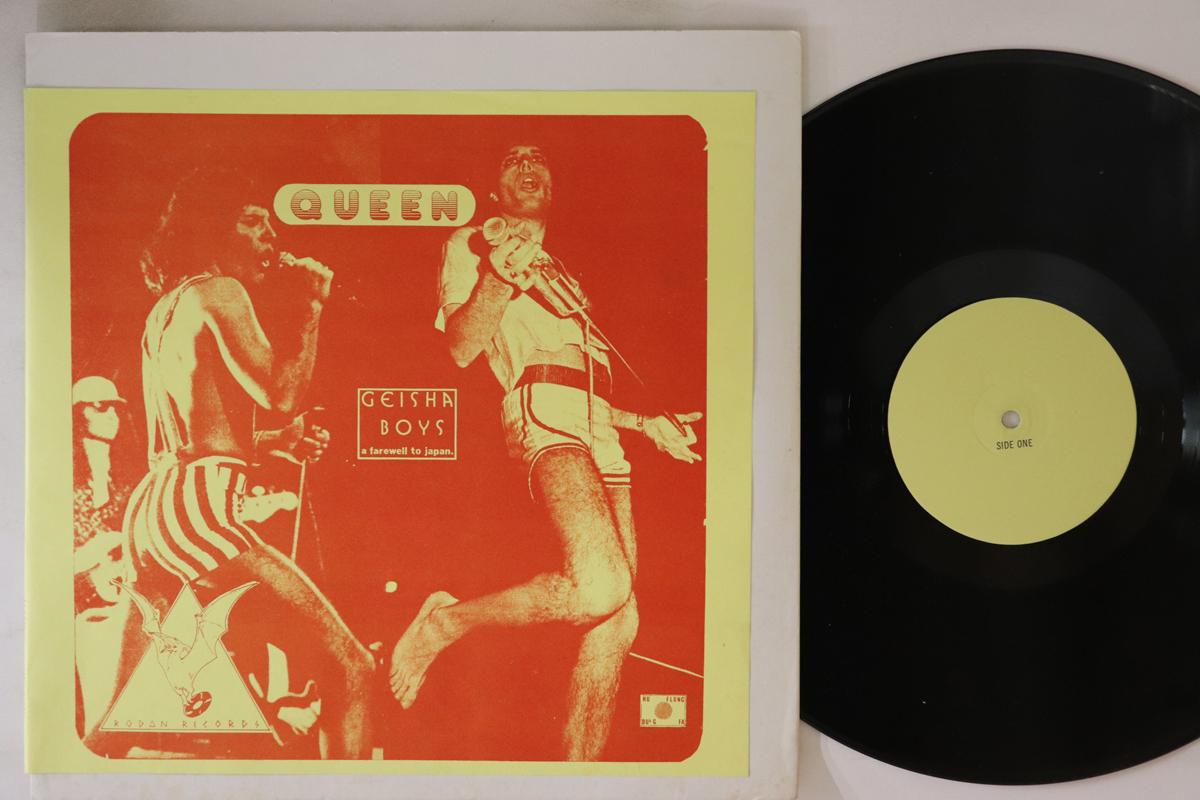 QUEEN
GEISHA
BOYS
a farewell to japan.
SIDE ONE
RODAN RECORDS